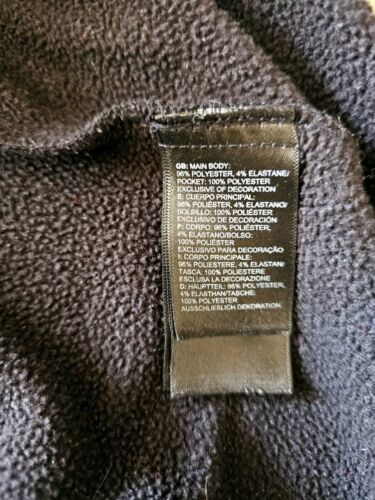 GB: MAIN BODY:
96% POLYESTER, 4% ELASTANE/
POCKET: 100% POLYESTER
EXCLUSIVE OF DECORATION
E: CUERPO PRINCIPAL:
96% POLIÉSTER, 4% ELASTANO/
BOLSILLO: 100% POLIÉSTER
EXCLUSIVO DE DECORACIÓN
P: CORPO: 96% POLIÉSTER,
4% ELASTANO/BOLSO:
100% POLIÉSTER
EXCLUSIVO PARA DECORAÇÃO
I: CORPO PRINCIPALE:
96% POLIESTERE, 4% ELASTAN/
TASCA: 100% POLIESTERE
ESCLUSA LA DECORAZIONE
D: HAUPTTEIL: 96% POLYESTER,
4% ELASTHAN/TASCHE:
100% POLYESTER
AUSSCHLIESLICH DEKORATION.